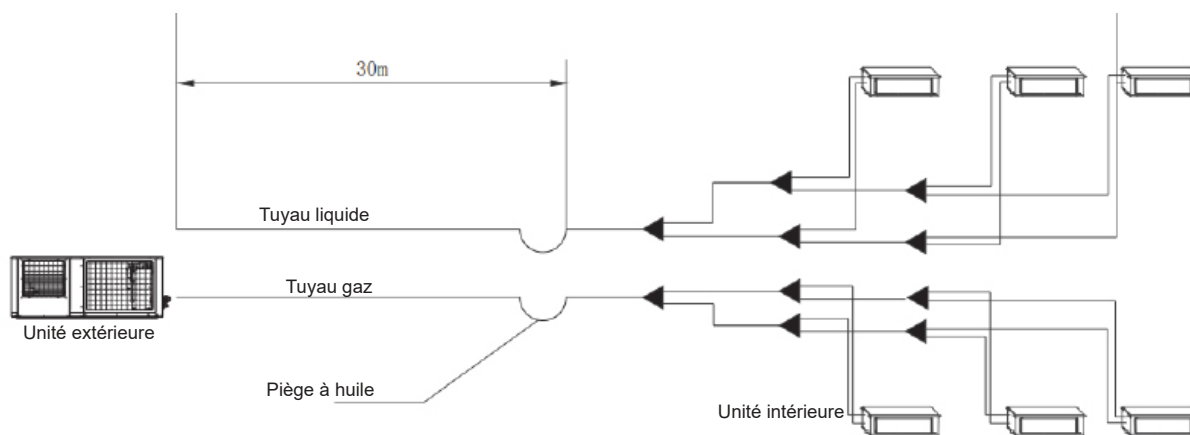 30m
Tuyau liquide
Tuyau gaz
Unité extérieure
Piège à huile
Unité intérieure